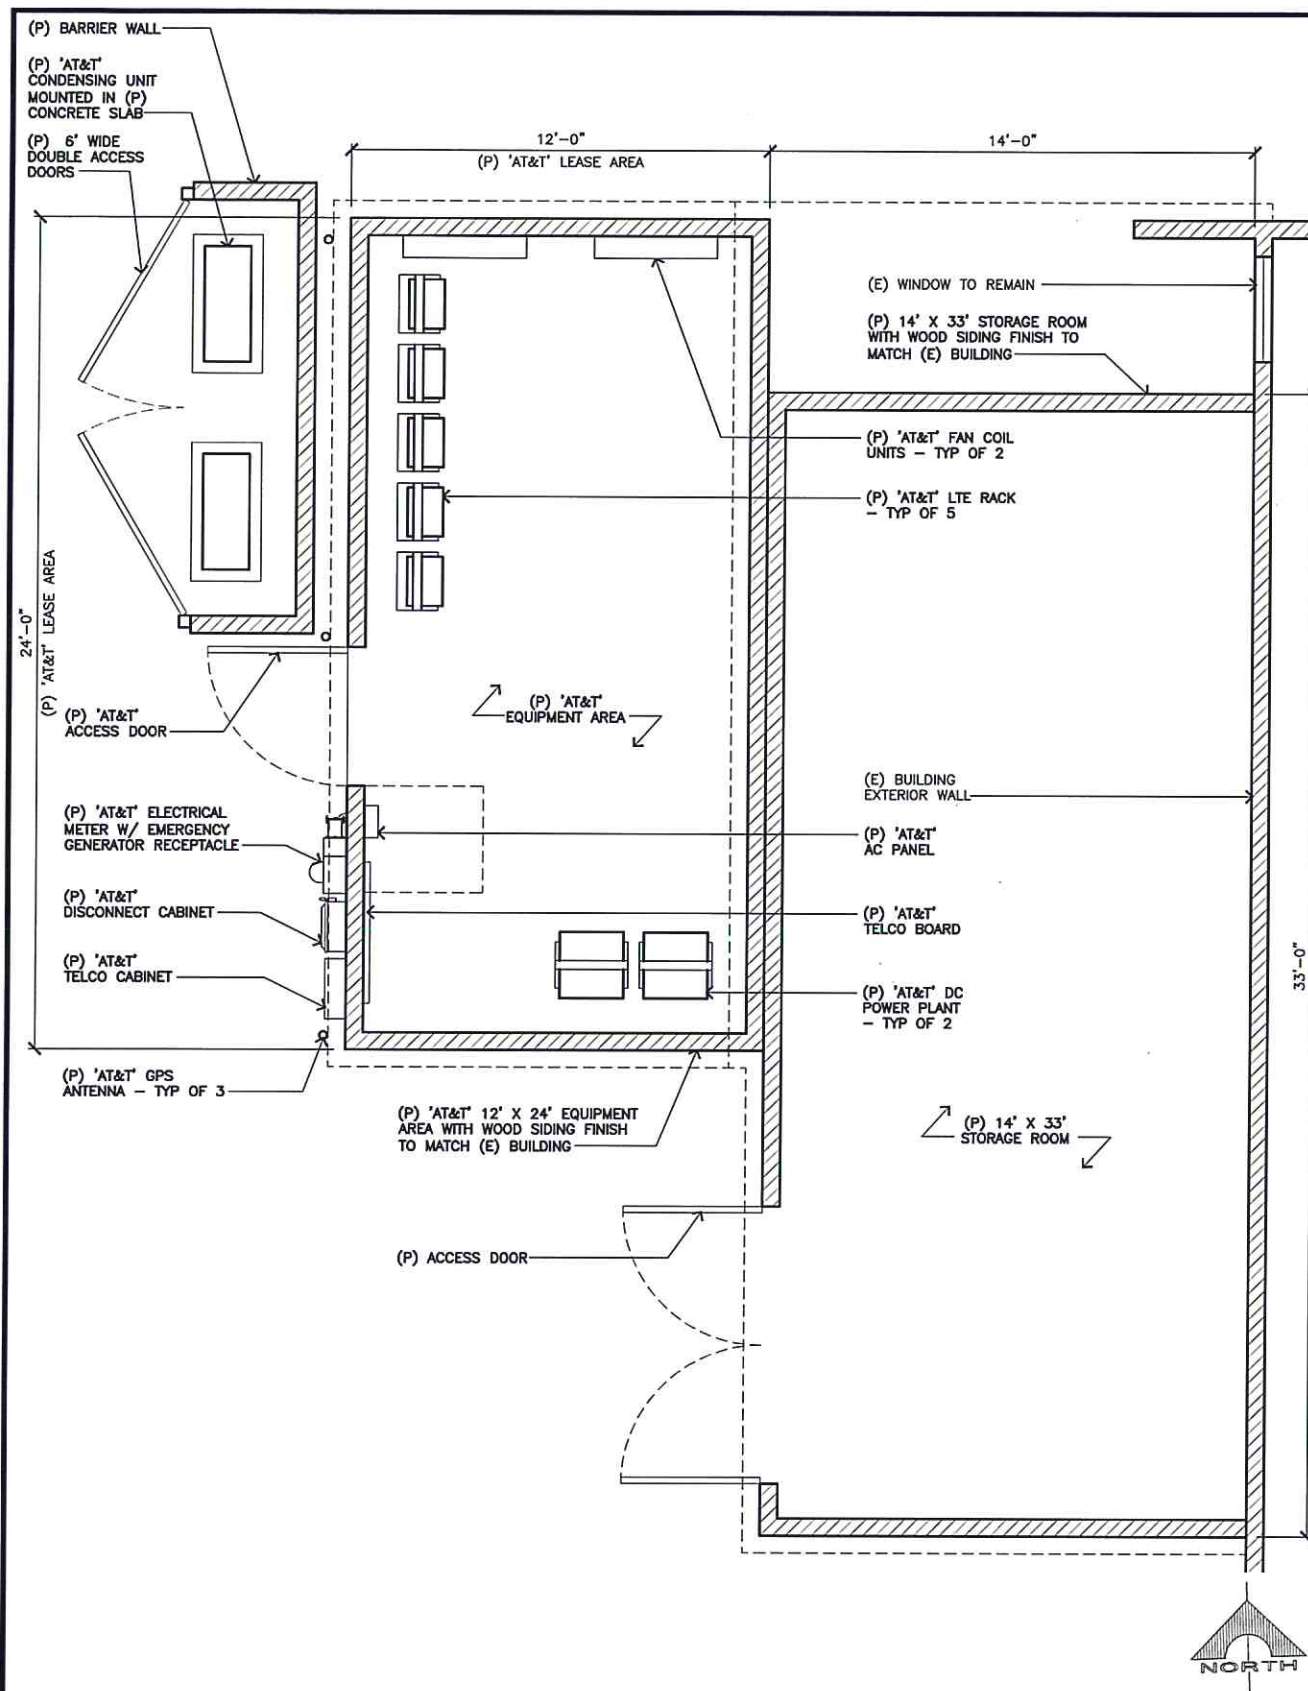 (P) BARRIER WALL
(P) 'AT&T'
CONDENSING UNIT
MOUNTED IN (P)
CONCRETE SLAB
(P) 6' WIDE
DOUBLE ACCESS
DOORS
12'-0"
(P) 'AT&T' LEASE AREA
14'-0"
(E) WINDOW TO REMAIN
(P) 14' X 33' STORAGE ROOM
WITH WOOD SIDING FINISH TO
MATCH (E) BUILDING
(P) 'AT&T' FAN COIL
UNITS – TYP OF 2
(P) 'AT&T' LTE RACK
– TYP OF 5
24'-0"
(P) 'AT&T' LEASE AREA
(P) 'AT&T'
ACCESS DOOR
(P) 'AT&T'
EQUIPMENT AREA
(P) 'AT&T' ELECTRICAL
METER W/ EMERGENCY
GENERATOR RECEPTACLE
(E) BUILDING
EXTERIOR WALL
(P) 'AT&T'
AC PANEL
(P) 'AT&T'
DISCONNECT CABINET
(P) 'AT&T'
TELCO BOARD
(P) 'AT&T'
TELCO CABINET
(P) 'AT&T' DC
POWER PLANT
– TYP OF 2
33'-0"
(P) 'AT&T' GPS
ANTENNA – TYP OF 3
(P) 'AT&T' 12' X 24' EQUIPMENT
AREA WITH WOOD SIDING FINISH
TO MATCH (E) BUILDING
(P) 14' X 33'
STORAGE ROOM
(P) ACCESS DOOR
NORTH